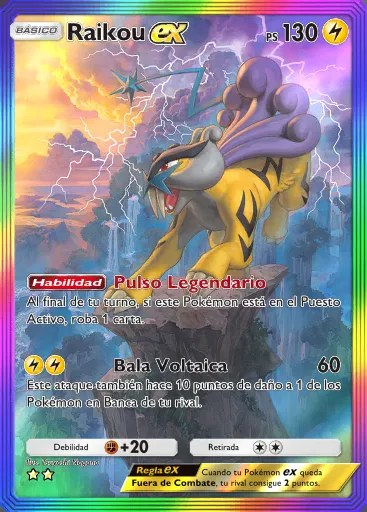 BÁSICO Raikou ex PS 130
Habilidad Pulso Legendario
Al final de tu turno, si este Pokémon está en el Puesto
Activo, roba 1 carta.
Bala Voltaica 60
Este ataque también hace 10 puntos de daño a 1 de los
Pokémon en Banca de tu rival.
Debilidad +20 Retirada
Ilus.
Regla ex Cuando tu Pokémon ex queda
Fuera de Combate, tu rival consigue 2 puntos.